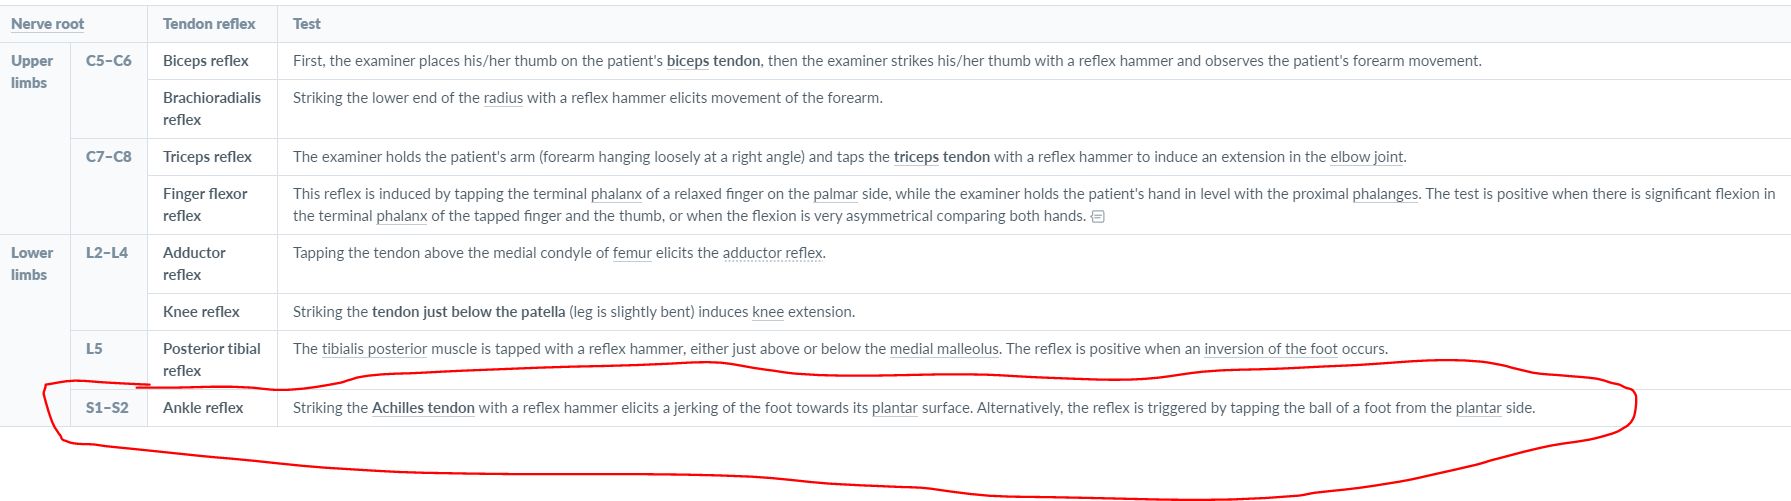 Nerve root Tendon reflex Test
Upper limbs C5–C6 Biceps reflex First, the examiner places his/her thumb on the patient's biceps tendon, then the examiner strikes his/her thumb with a reflex hammer and observes the patient's forearm movement.
Brachioradialis reflex Striking the lower end of the radius with a reflex hammer elicits movement of the forearm.
C7–C8 Triceps reflex The examiner holds the patient's arm (forearm hanging loosely at a right angle) and taps the triceps tendon with a reflex hammer to induce an extension in the elbow joint.
Finger flexor reflex This reflex is induced by tapping the terminal phalanx of a relaxed finger on the palmar side, while the examiner holds the patient's hand in level with the proximal phalanges. The test is positive when there is significant flexion in
the terminal phalanx of the tapped finger and the thumb, or when the flexion is very asymmetrical comparing both hands.
Lower limbs L2–L4 Adductor reflex Tapping the tendon above the medial condyle of femur elicits the adductor reflex.
Knee reflex Striking the tendon just below the patella (leg is slightly bent) induces knee extension.
L5 Posterior tibial reflex The tibialis posterior muscle is tapped with a reflex hammer, either just above or below the medial malleolus. The reflex is positive when an inversion of the foot occurs.
S1–S2 Ankle reflex Striking the Achilles tendon with a reflex hammer elicits a jerking of the foot towards its plantar surface. Alternatively, the reflex is triggered by tapping the ball of a foot from the plantar side.